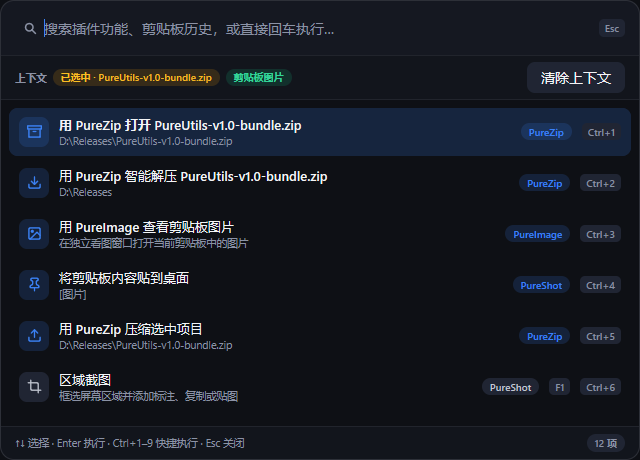 搜索插件功能、剪贴板历史，或直接回车执行... Esc
上下文 已选中 · PureUtils-v1.0-bundle.zip 剪贴板图片 清除上下文
用 PureZip 打开 PureUtils-v1.0-bundle.zip
D:\Releases\PureUtils-v1.0-bundle.zip
PureZip Ctrl+1
用 PureZip 智能解压 PureUtils-v1.0-bundle.zip
D:\Releases
PureZip Ctrl+2
用 PureImage 查看剪贴板图片
在独立看图窗口打开当前剪贴板中的图片
PureImage Ctrl+3
将剪贴板内容贴到桌面
[图片]
PureShot Ctrl+4
用 PureZip 压缩选中项目
D:\Releases\PureUtils-v1.0-bundle.zip
PureZip Ctrl+5
区域截图
框选屏幕区域并添加标注、复制或贴图
PureShot F1 Ctrl+6
↑↓ 选择 · Enter 执行 · Ctrl+1–9 快捷执行 · Esc 关闭 12 项